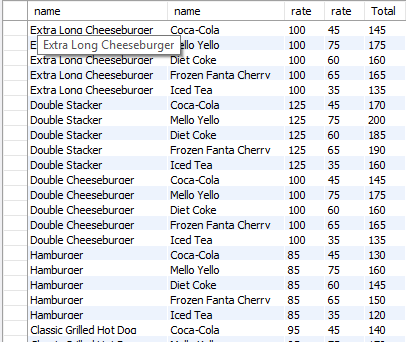 name name rate rate Total
Extra Long Cheeseburger Coca-Cola 100 45 145
Extra Long Cheeseburger
Mello Yello 100 75 175
Extra Long Cheeseburger Diet Coke 100 60 160
Extra Long Cheeseburger Frozen Fanta Cherry 100 65 165
Extra Long Cheeseburger Iced Tea 100 35 135
Double Stacker Coca-Cola 125 45 170
Double Stacker Mello Yello 125 75 200
Double Stacker Diet Coke 125 60 185
Double Stacker Frozen Fanta Cherry 125 65 190
Double Stacker Iced Tea 125 35 160
Double Cheeseburger Coca-Cola 100 45 145
Double Cheeseburger Mello Yello 100 75 175
Double Cheeseburger Diet Coke 100 60 160
Double Cheeseburger Frozen Fanta Cherry 100 65 165
Double Cheeseburger Iced Tea 100 35 135
Hamburger Coca-Cola 85 45 130
Hamburger Mello Yello 85 75 160
Hamburger Diet Coke 85 60 145
Hamburger Frozen Fanta Cherry 85 65 150
Hamburger Iced Tea 85 35 120
Classic Grilled Hot Dog Coca-Cola 95 45 140